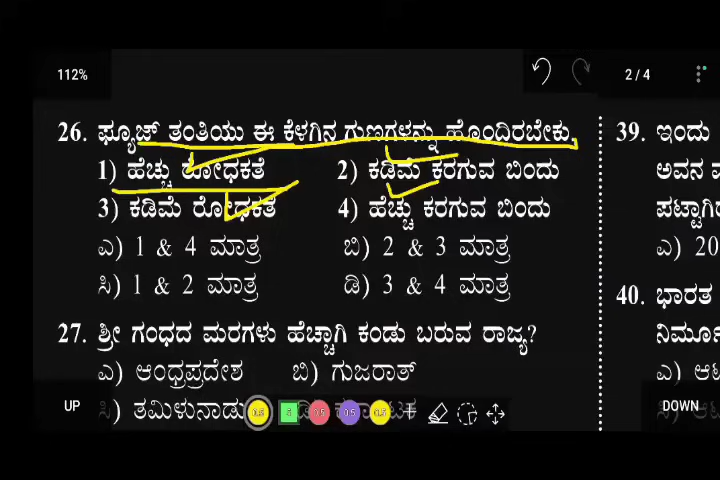 112%
2/4
26. ಫ್ಯೂಜ್ ತಂತಿಯು ಈ ಕೆಳಗಿನ ಗುಣಗಳನ್ನು ಹೊಂದಿರಬೇಕು.
1) ಹೆಚ್ಚು ರೋಧಕತೆ 2) ಕಡಿಮೆ ಕರಗುವ ಬಿಂದು
3) ಕಡಿಮೆ ರೋಧಕತೆ 4) ಹೆಚ್ಚು ಕರಗುವ ಬಿಂದು
ಎ) 1 & 4 ಮಾತ್ರ ಬಿ) 2 & 3 ಮಾತ್ರ
ಸಿ) 1 & 2 ಮಾತ್ರ ಡಿ) 3 & 4 ಮಾತ್ರ
27. ಶ್ರೀ ಗಂಧದ ಮರಗಳು ಹೆಚ್ಚಾಗಿ ಕಂಡು ಬರುವ ರಾಜ್ಯ?
ಎ) ಆಂಧ್ರಪ್ರದೇಶ ಬಿ) ಗುಜರಾತ್
ಸಿ) ತಮಿಳುನಾಡು
39. ಇಂದು
ಅವನ
ಎ) 20
40. ಭಾರತ
ಎ)
UP
DOWN